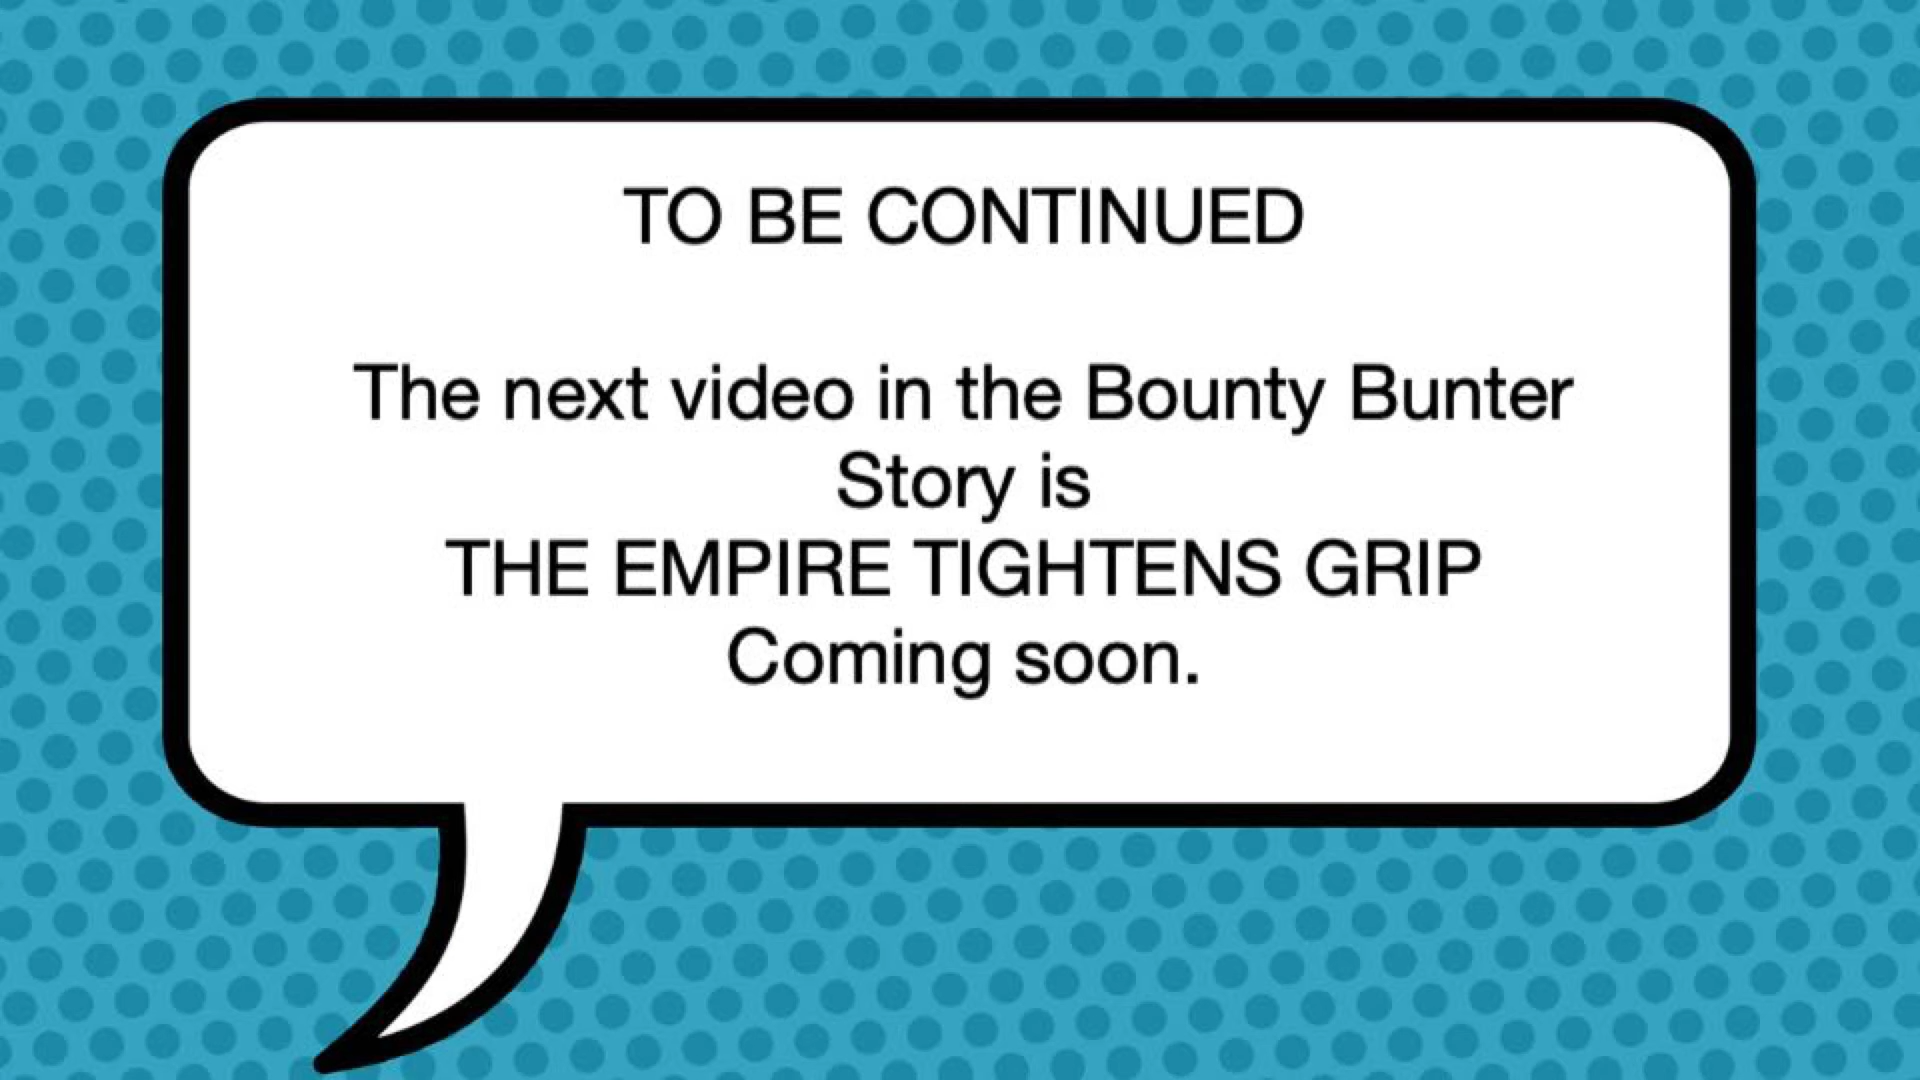 TO BE CONTINUED
The next video in the Bounty Bunter
Story is
THE EMPIRE TIGHTENS GRIP
Coming soon.